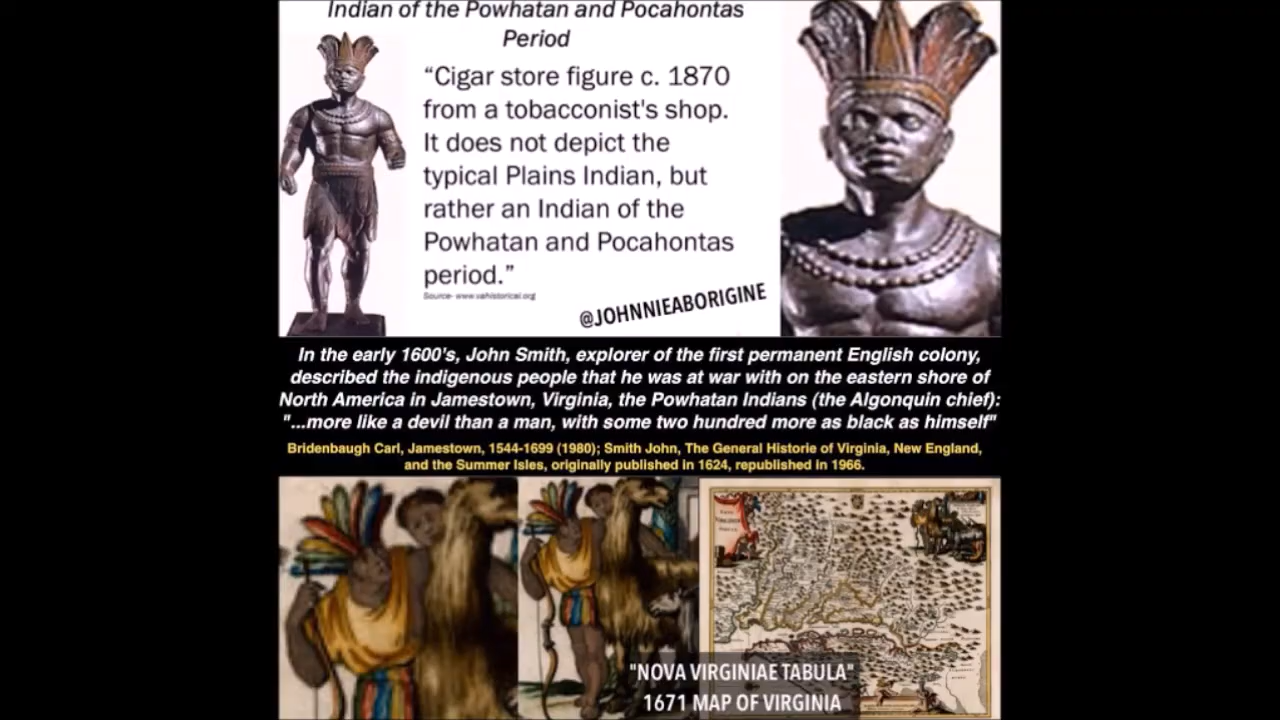 Indian of the Powhatan and Pocahontas
Period
“Cigar store figure c. 1870
from a tobacconist's shop.
It does not depict the
typical Plains Indian, but
rather an Indian of the
Powhatan and Pocahontas
period.”
Source- www.vahistorical.org
@JOHNNIEABORIGINE
In the early 1600's, John Smith, explorer of the first permanent English colony,
described the indigenous people that he was at war with on the eastern shore of
North America in Jamestown, Virginia, the Powhatan Indians (the Algonquin chief):
"...more like a devil than a man, with some two hundred more as black as himself"
Bridenbaugh Carl, Jamestown, 1544-1699 (1980); Smith John, The General Historie of Virginia, New England,
and the Summer Isles, originally published in 1624, republished in 1966.
"NOVA VIRGINIAE TABULA"
1671 MAP OF VIRGINIA